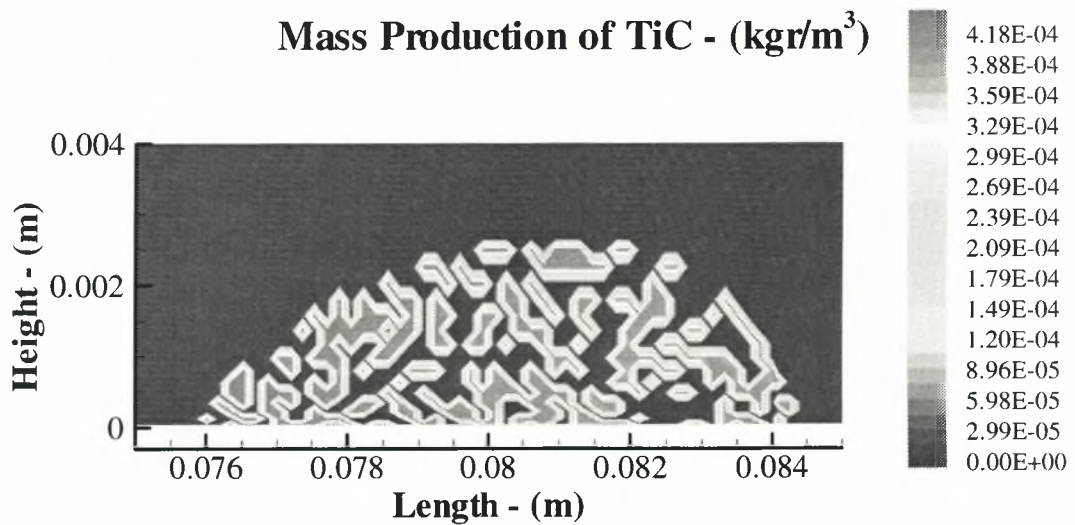 Mass Production of TiC - (kgr/m³)
4.18E-04
3.88E-04
3.59E-04
3.29E-04
2.99E-04
2.69E-04
2.39E-04
2.09E-04
1.79E-04
1.49E-04
1.20E-04
8.96E-05
5.98E-05
2.99E-05
0.00E+00
Height - (m)
0.004
0.002
0
0.076 0.078 0.08 0.082 0.084
Length - (m)